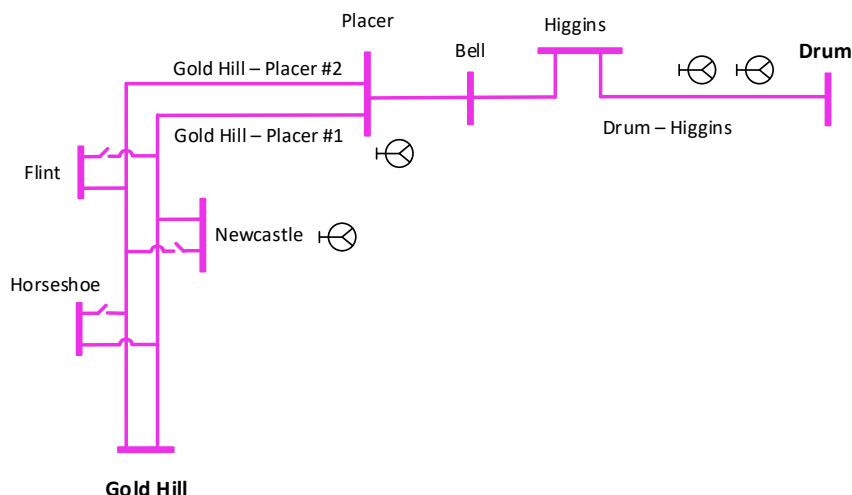 Placer
Higgins
Bell
Drum
Gold Hill – Placer #2
Gold Hill – Placer #1
Drum – Higgins
Flint
Newcastle
Horseshoe
Gold Hill